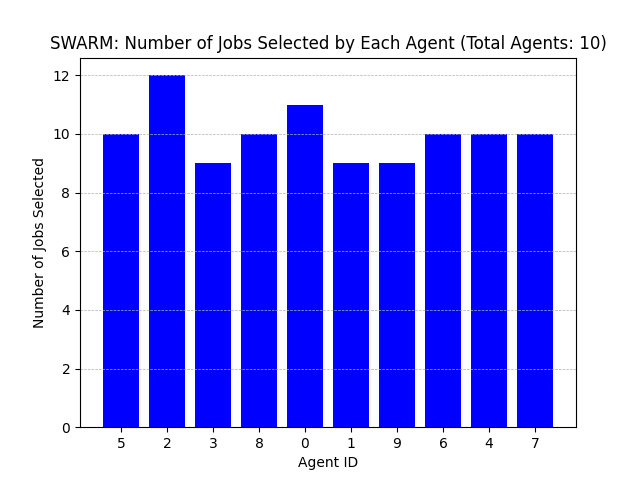 SWARM: Number of Jobs Selected by Each Agent (Total Agents: 10)
12
10
8
6
4
2
0
Number of Jobs Selected
5 2 3 8 0 1 9 6 4 7
Agent ID